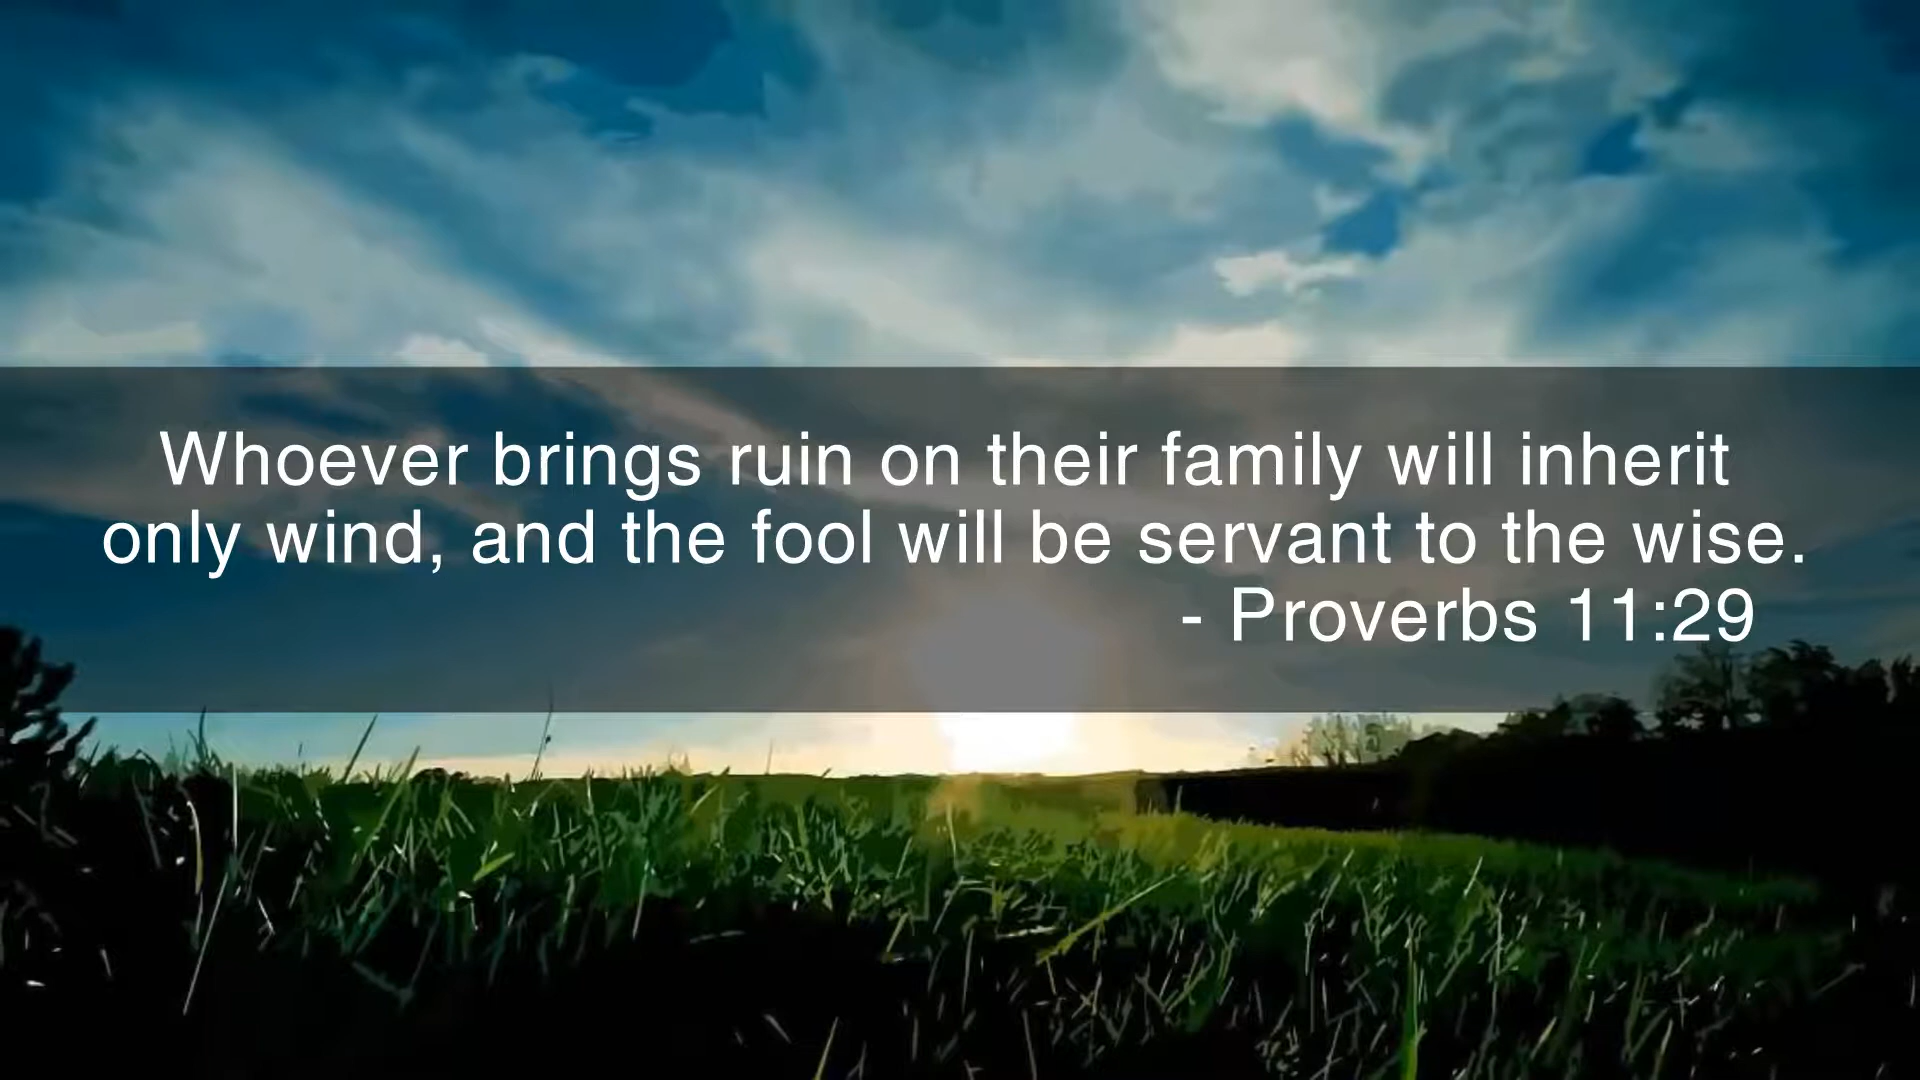 Whoever brings ruin on their family will inherit
only wind, and the fool will be servant to the wise.
- Proverbs 11:29